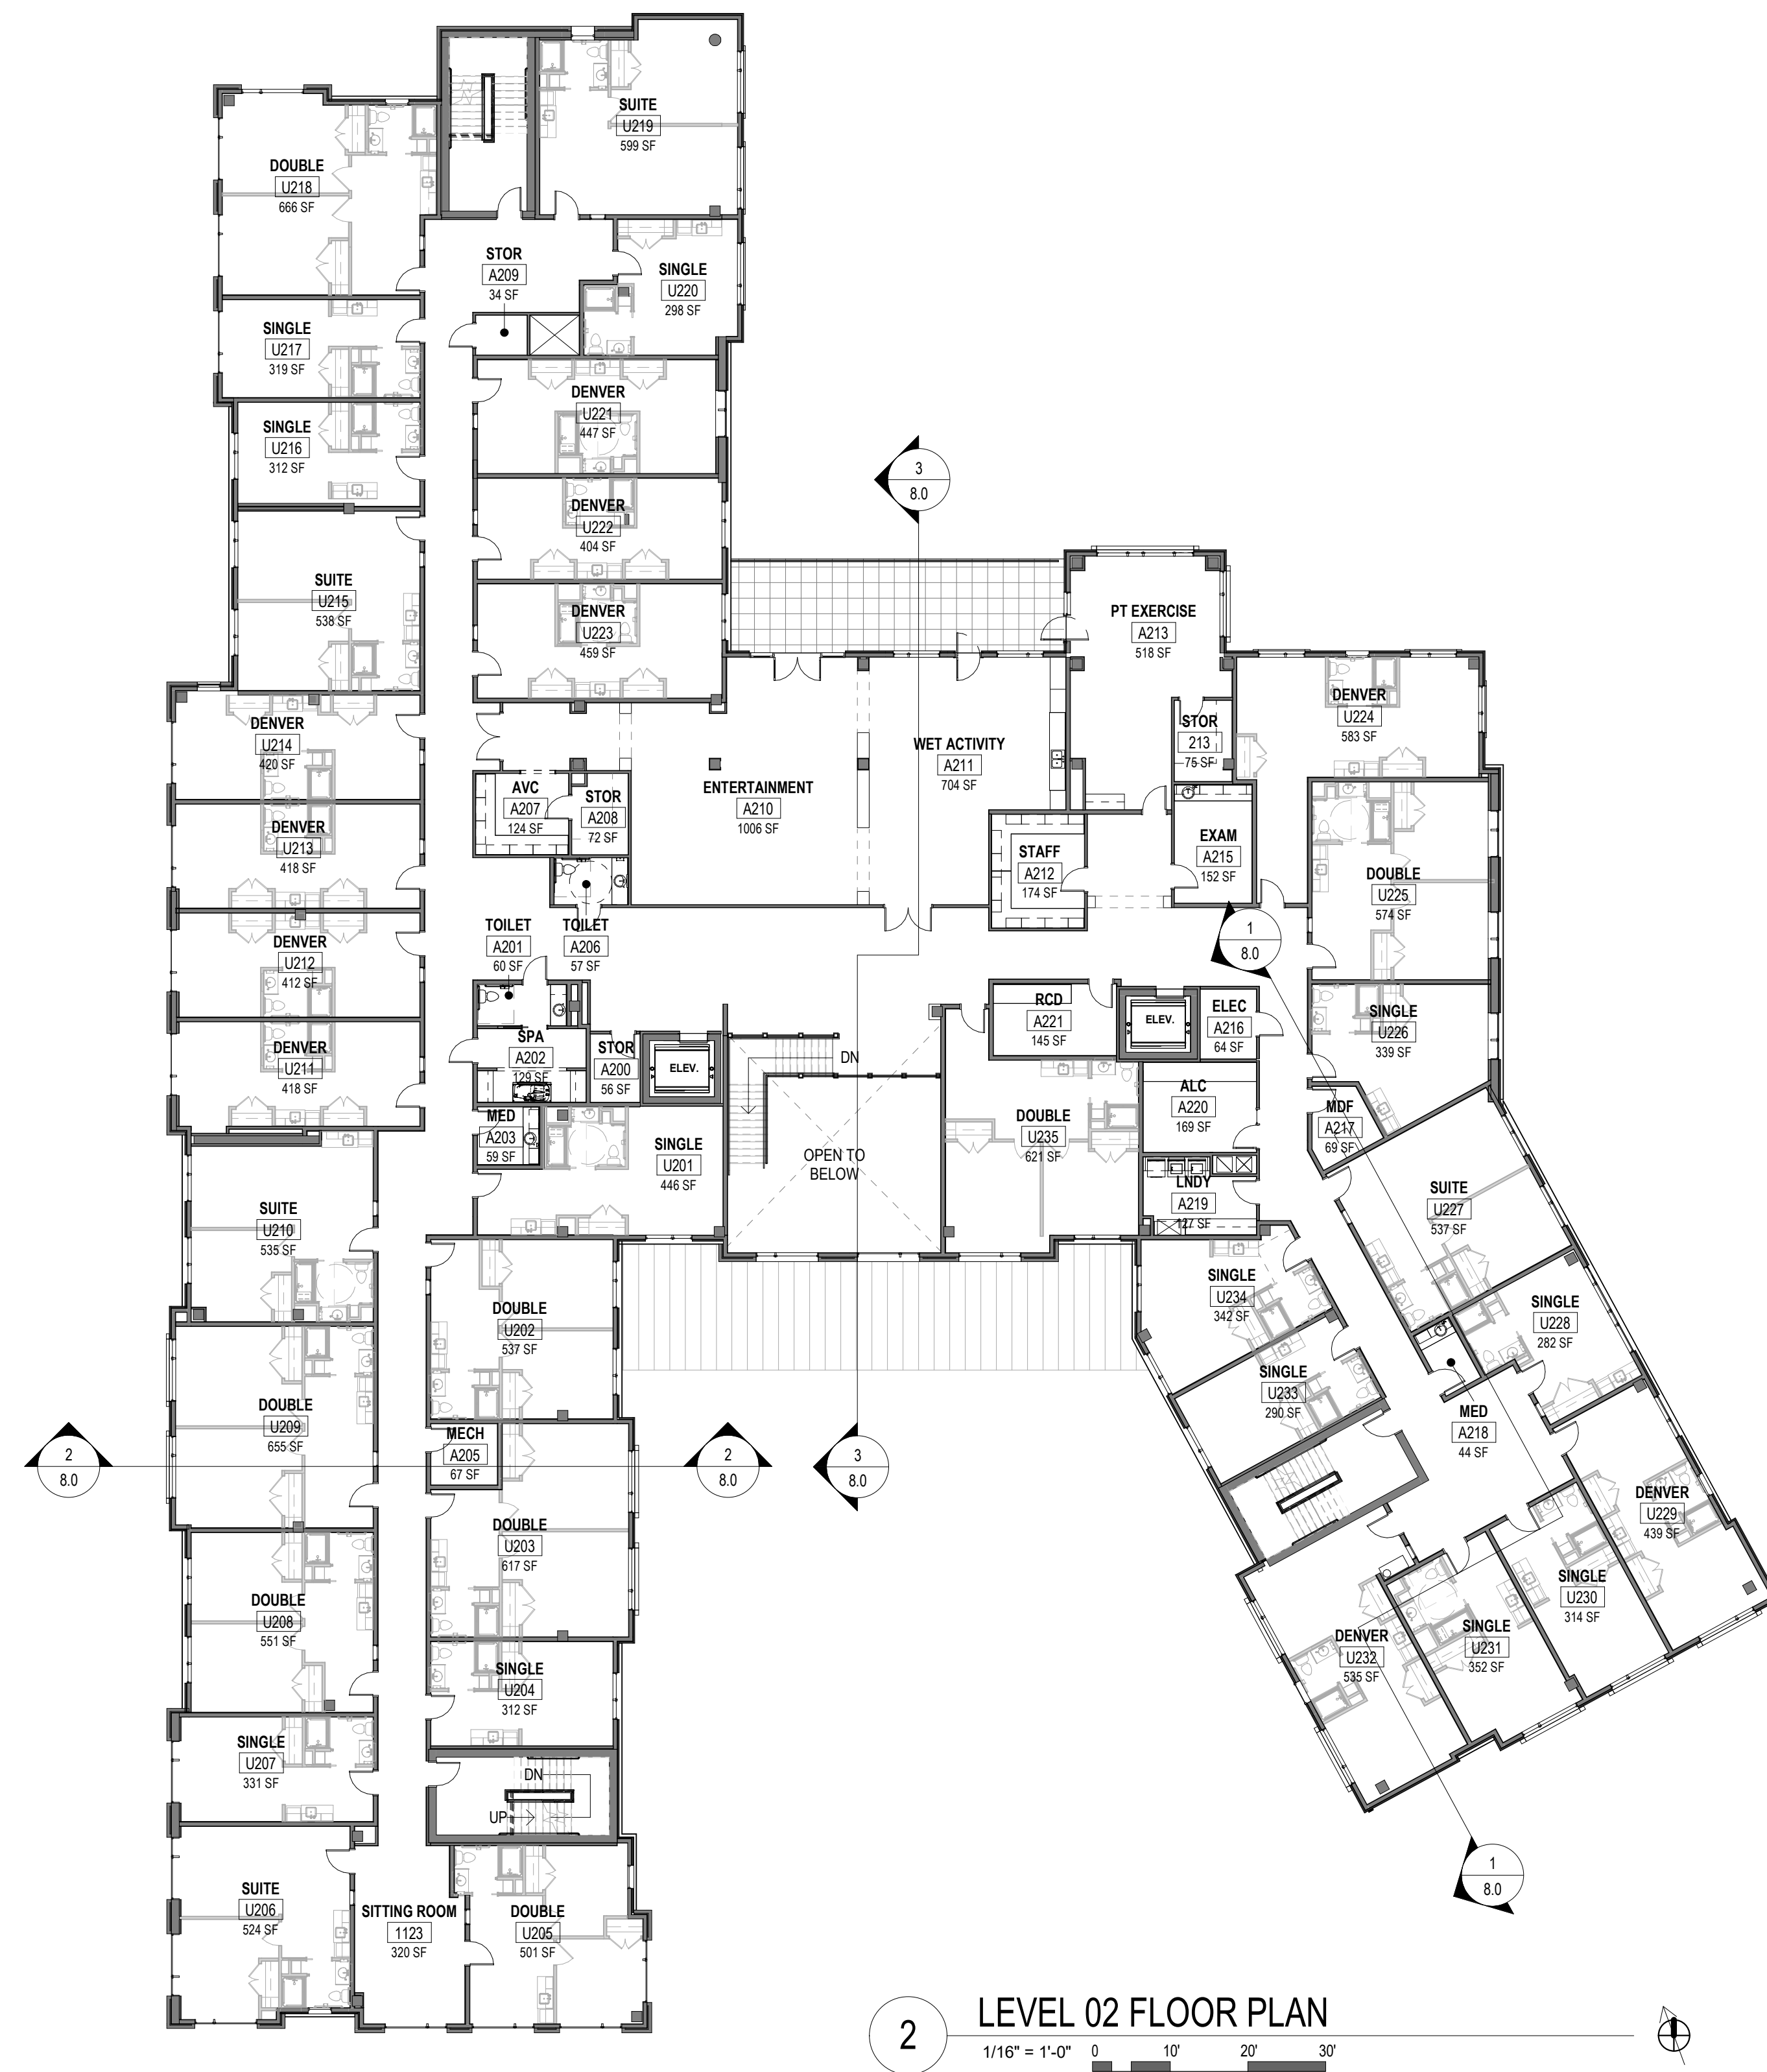 SUITE
U219
599 SF
DOUBLE
U218
666 SF
STOR
A209
34 SF
SINGLE
U220
298 SF
SINGLE
U217
319 SF
DENVER
U221
447 SF
SINGLE
U216
312 SF
3
8.0
DENVER
U222
404 SF
SUITE
U215
538 SF
DENVER
U223
459 SF
PT EXERCISE
A213
518 SF
DENVER
U224
583 SF
DENVER
U214
420 SF
STOR
213
75 SF
WET ACTIVITY
A211
704 SF
ENTERTAINMENT
A210
1006 SF
AVC
A207
124 SF
STOR
A208
72 SF
DENVER
U213
418 SF
EXAM
A215
152 SF
STAFF
A212
174 SF
DOUBLE
U225
574 SF
TOILET
A201
60 SF
TOILET
A206
57 SF
1
8.0
DENVER
U212
412 SF
RCD
A221
145 SF
ELEV.
ELEC
A216
64 SF
SINGLE
U226
339 SF
SPA
A202
129 SF
STOR
A200
56 SF
ELEV.
DN
DENVER
U211
418 SF
ALC
A220
169 SF
MED
A203
59 SF
SINGLE
U201
446 SF
OPEN TO
BELOW
DOUBLE
U235
621 SF
MDF
A217
69 SF
LNDY
A219
127 SF
SUITE
U227
537 SF
SUITE
U210
535 SF
SINGLE
U234
342 SF
SINGLE
U228
282 SF
DOUBLE
U202
537 SF
SINGLE
U233
290 SF
DOUBLE
U209
655 SF
MED
A218
44 SF
MECH
A205
67 SF
2
8.0
2
8.0
3
8.0
DENVER
U229
439 SF
DOUBLE
U203
617 SF
DOUBLE
U208
551 SF
SINGLE
U230
314 SF
SINGLE
U231
352 SF
DENVER
U232
535 SF
SINGLE
U204
312 SF
SINGLE
U207
331 SF
DN
UP
1
8.0
SUITE
U206
524 SF
SITTING ROOM
1123
320 SF
DOUBLE
U205
501 SF
2
LEVEL 02 FLOOR PLAN
1/16" = 1'-0"
0 10' 20' 30'